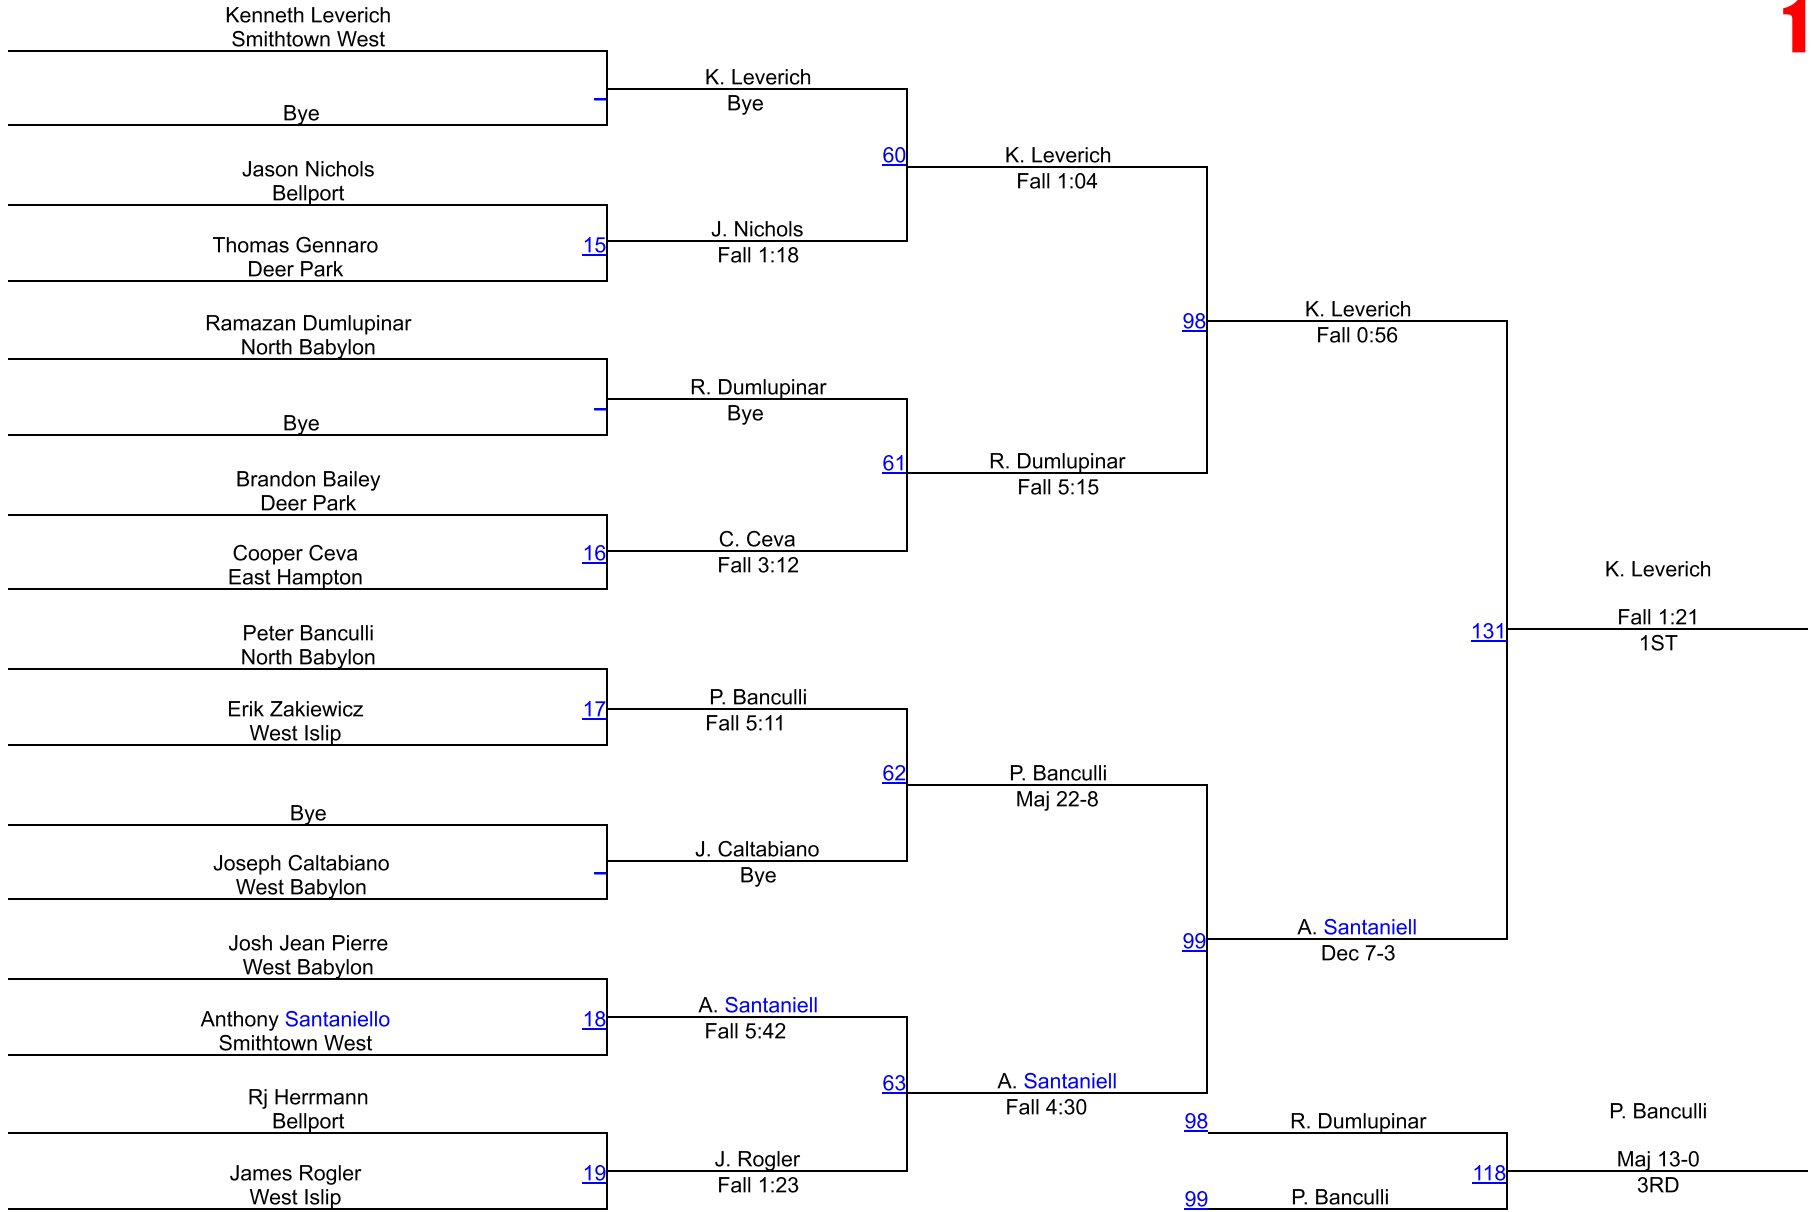 1
Kenneth Leverich
Smithtown West
Bye
Jason Nichols
Bellport
Thomas Gennaro
Deer Park
15
Ramazan Dumlupinar
North Babylon
Bye
Brandon Bailey
Deer Park
Cooper Ceva
East Hampton
16
Peter Banculli
North Babylon
Erik Zakiewicz
West Islip
17
Bye
Joseph Caltabiano
West Babylon
Josh Jean Pierre
West Babylon
Anthony Santaniello
Smithtown West
18
Rj Herrmann
Bellport
James Rogler
West Islip
19
K. Leverich
Bye
60
J. Nichols
Fall 1:18
R. Dumlupinar
Bye
61
C. Ceva
Fall 3:12
P. Banculli
Fall 5:11
62
J. Caltabiano
Bye
A. Santaniell
Fall 5:42
63
J. Rogler
Fall 1:23
K. Leverich
Fall 1:04
98
R. Dumlupinar
Fall 5:15
P. Banculli
Maj 22-8
99
A. Santaniell
Fall 4:30
K. Leverich
Fall 0:56
131
A. Santaniell
Dec 7-3
K. Leverich
Fall 1:21
1ST
98
R. Dumlupinar
118
99
P. Banculli
P. Banculli
Maj 13-0
3RD